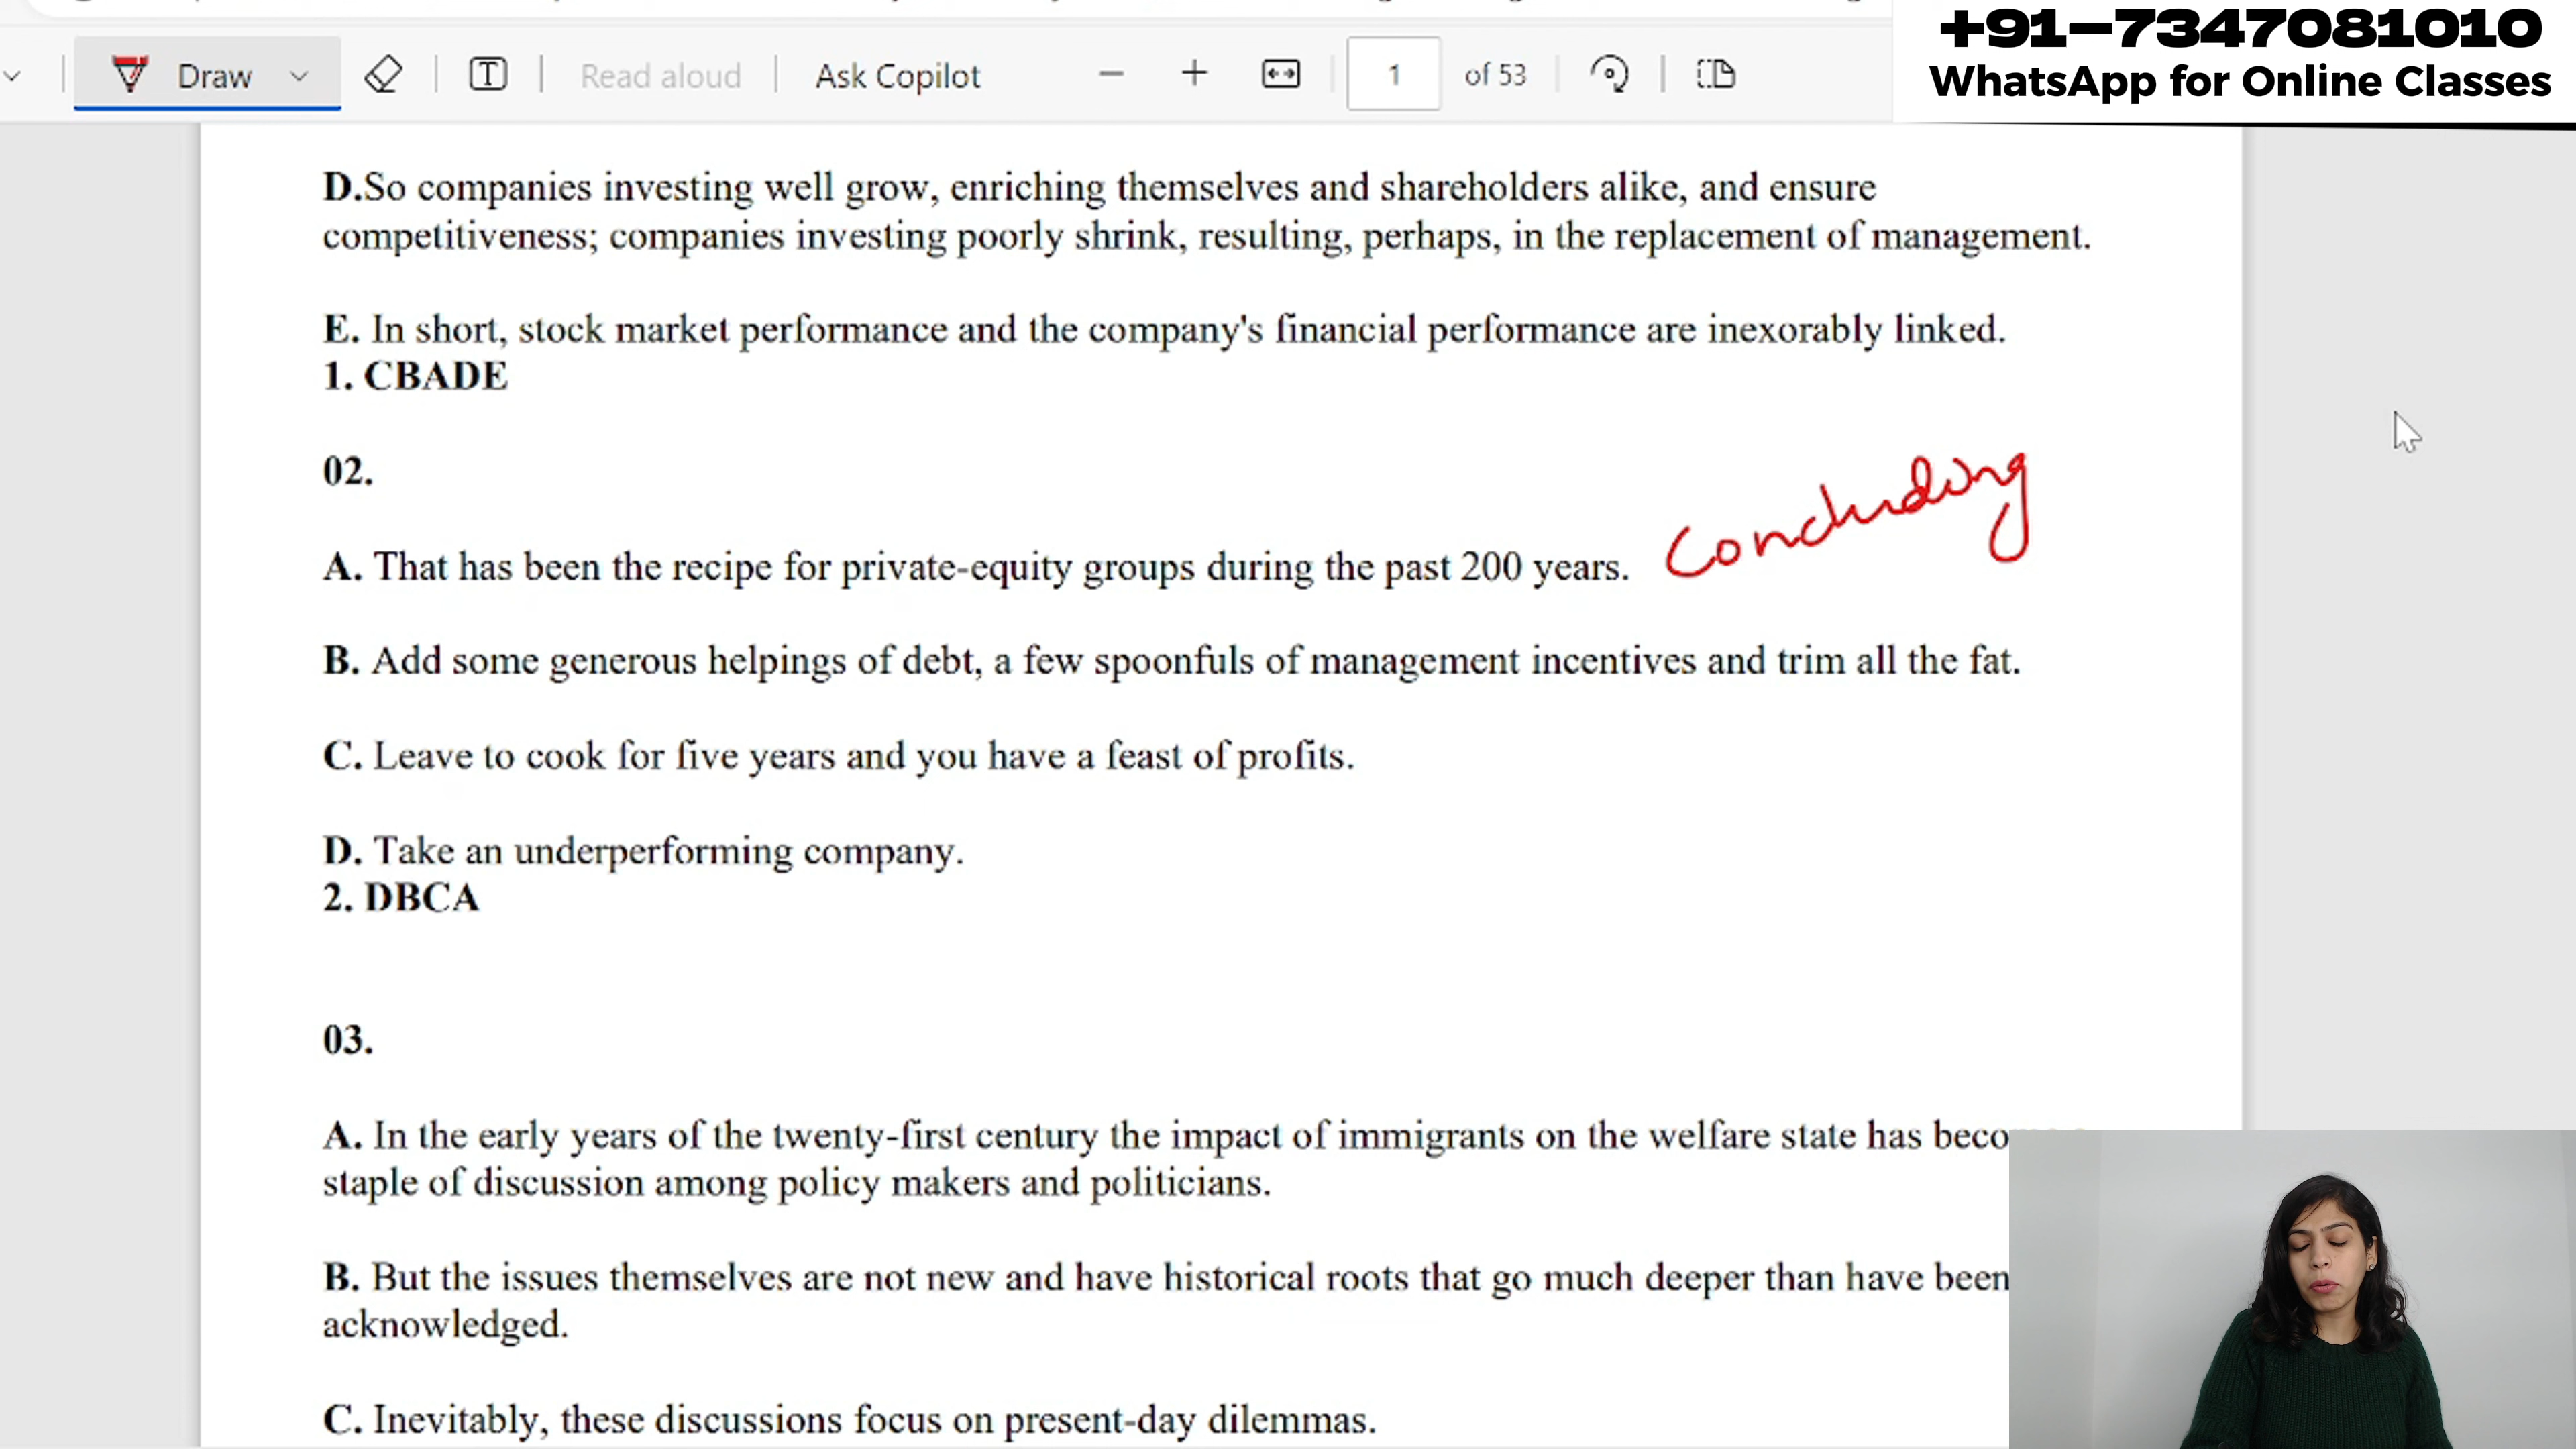 +91–7347081010
WhatsApp for Online Classes
Draw
Read aloud
Ask Copilot
1
of 53
D.So companies investing well grow, enriching themselves and shareholders alike, and ensure
competitiveness; companies investing poorly shrink, resulting, perhaps, in the replacement of management.
E. In short, stock market performance and the company's financial performance are inexorably linked.
1. CBADE
02.
Concluding
A. That has been the recipe for private-equity groups during the past 200 years.
B. Add some generous helpings of debt, a few spoonfuls of management incentives and trim all the fat.
C. Leave to cook for five years and you have a feast of profits.
D. Take an underperforming company.
2. DBCA
03.
A. In the early years of the twenty-first century the impact of immigrants on the welfare state has
staple of discussion among policy makers and politicians.
B. But the issues themselves are not new and have historical roots that go much deeper than have been
acknowledged.
C. Inevitably, these discussions focus on present-day dilemmas.